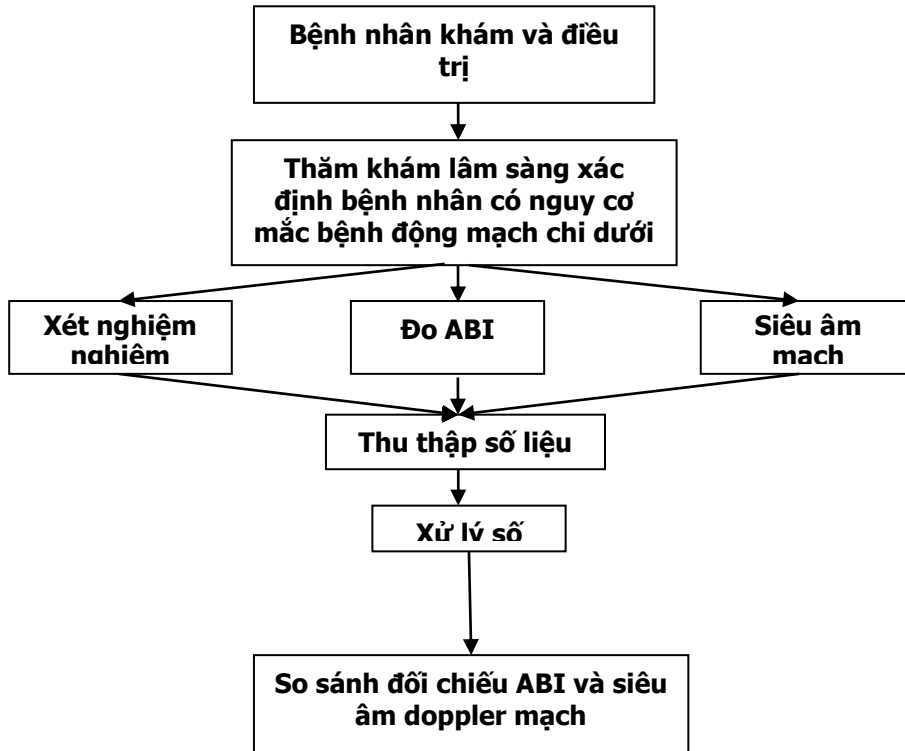 Bệnh nhân khám và điều
trị
Thăm khám lâm sàng xác
định bệnh nhân có nguy cơ
mắc bệnh động mạch chi dưới
Xét nghiệm
nghiệm
Đo ABI
Siêu âm
mạch
Thu thập số liệu
Xử lý số
So sánh đối chiếu ABI và siêu
âm doppler mạch